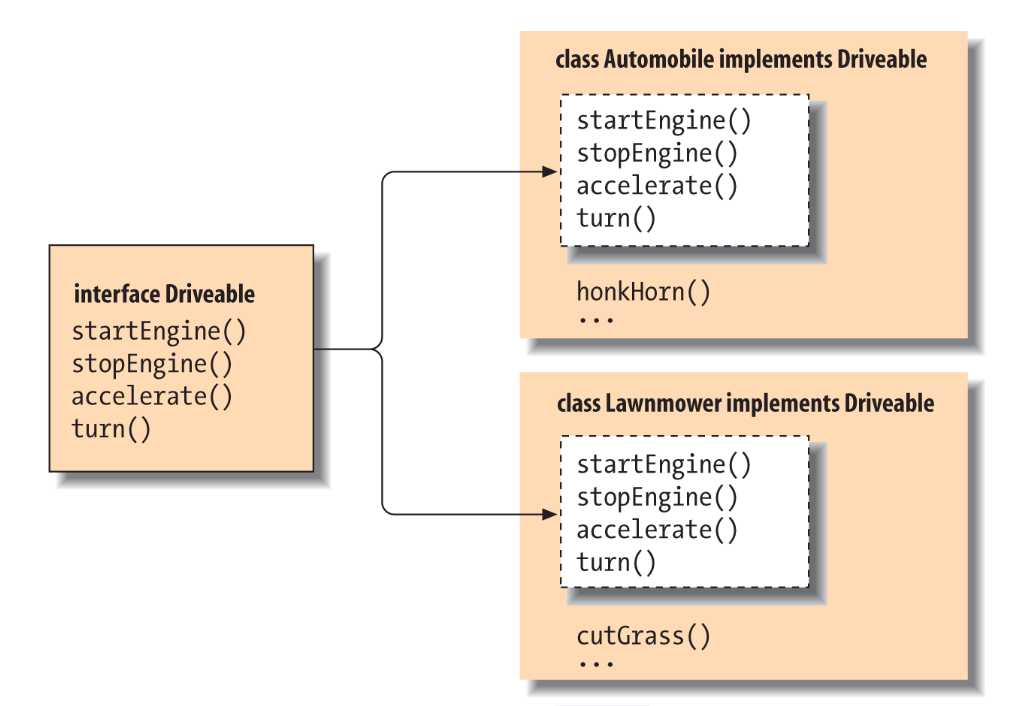 interface Driveable
startEngine()
stopEngine()
accelerate()
turn()
class Automobile implements Driveable
startEngine()
stopEngine()
accelerate()
turn()
honkHorn()
...
class Lawnmower implements Driveable
startEngine()
stopEngine()
accelerate()
turn()
cutGrass()
...